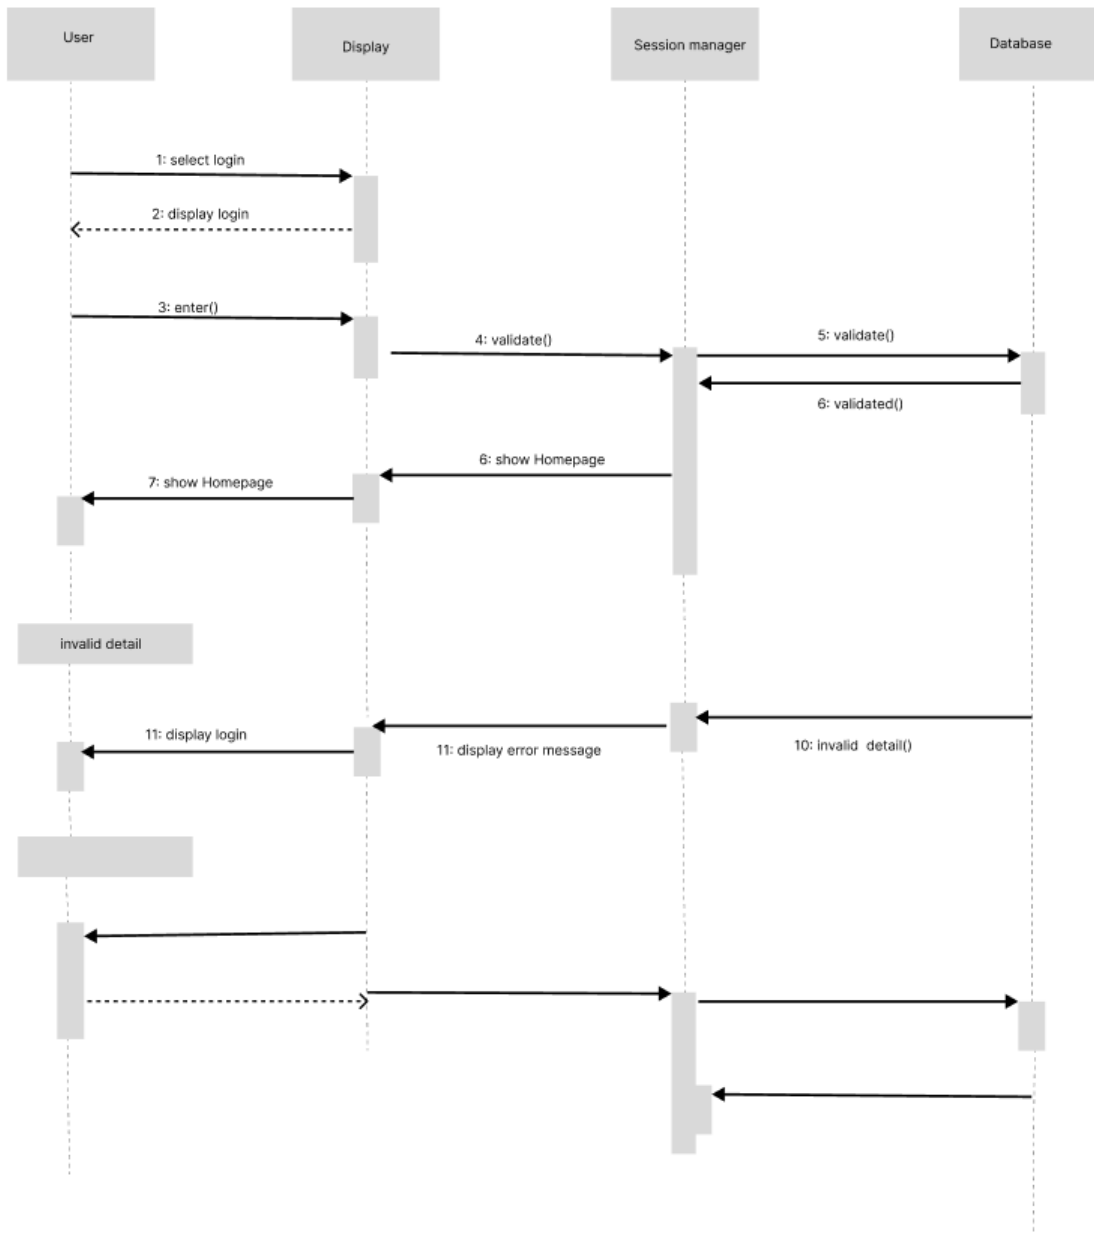 User
Display
Session manager
Database
1: select login
2: display login
3: enter()
4: validate()
5: validate()
6: validated()
6: show Homepage
7: show Homepage
invalid detail
11: display login
11: display error message
10: invalid  detail()